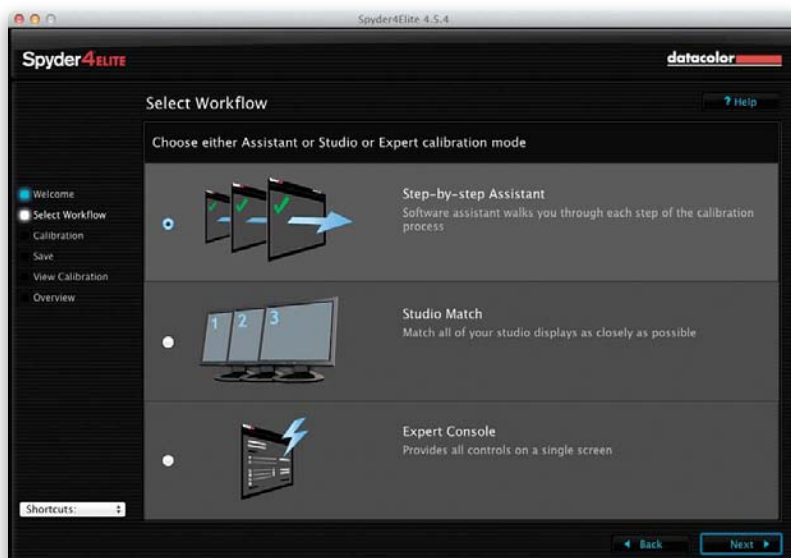 Spyder4Elite 4.5.4
Spyder4ELITE
datacolor
Select Workflow
? Help
Choose either Assistant or Studio or Expert calibration mode
Welcome
Select Workflow
Calibration
Save
View Calibration
Overview
Step-by-step Assistant
Software assistant walks you through each step of the calibration
process
1 2 3
Studio Match
Match all of your studio displays as closely as possible
Expert Console
Provides all controls on a single screen
Shortcuts:
Back
Next